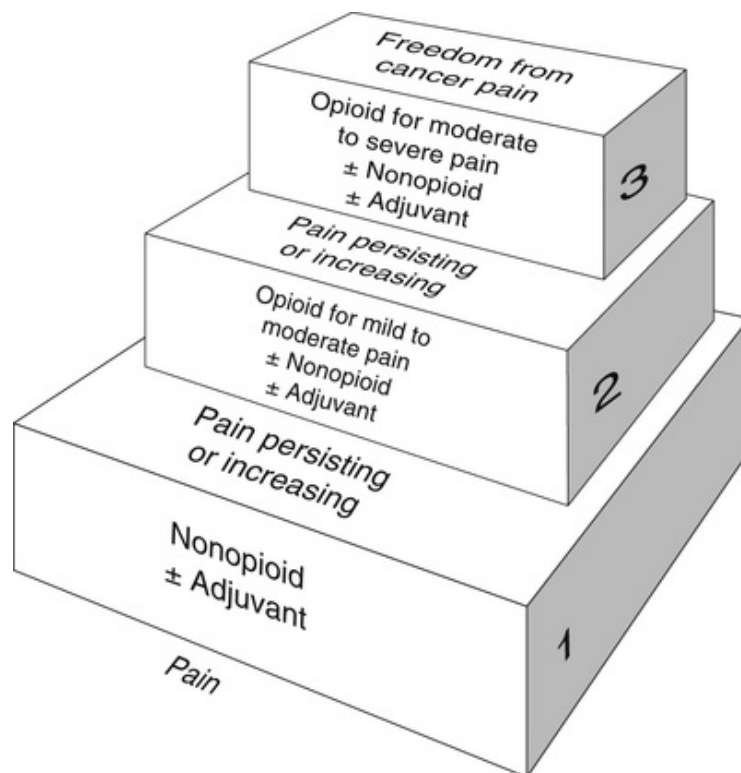 Freedom from
cancer pain
Opioid for moderate
to severe pain
± Nonopioid
± Adjuvant
3
Pain persisting
or increasing
Opioid for mild to
moderate pain
± Nonopioid
± Adjuvant
2
Pain persisting
or increasing
Nonopioid
± Adjuvant
1
Pain